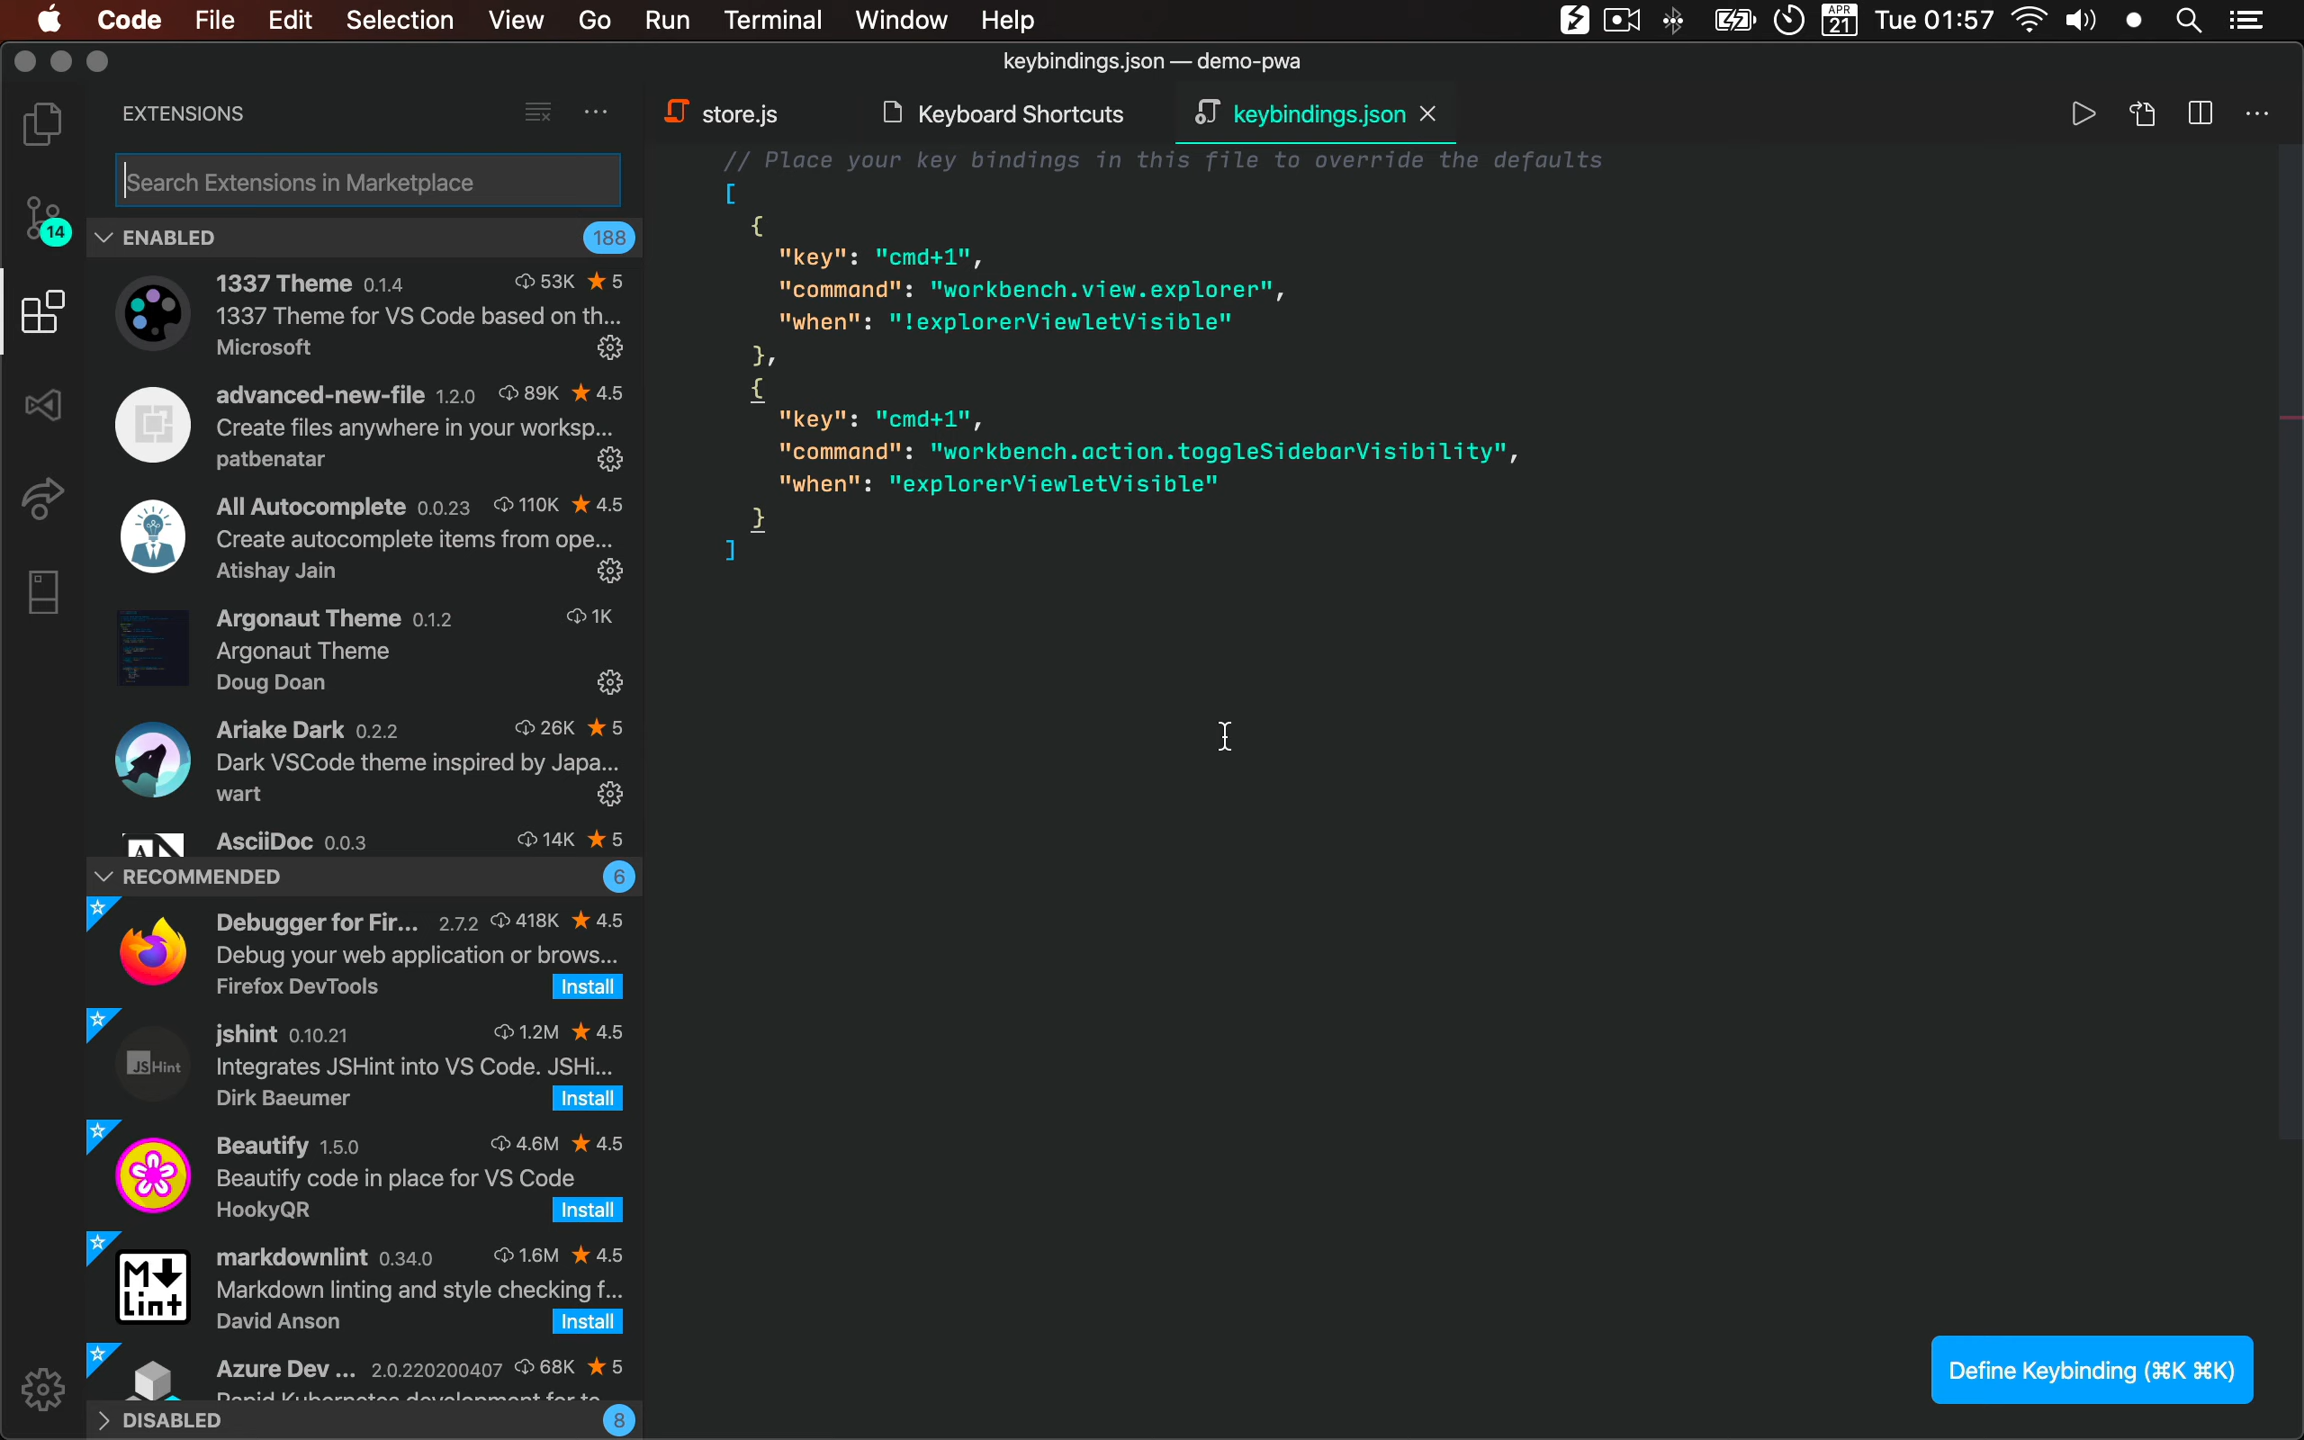 Code File Edit Selection View Go Run Terminal Window Help APR 21 Tue 01:57
keybindings.json — demo-pwa
EXTENSIONS
store.js Keyboard Shortcuts keybindings.json
Search Extensions in Marketplace
14
ENABLED 188
1337 Theme 0.1.4 53K 5
1337 Theme for VS Code based on th...
Microsoft
advanced-new-file 1.2.0 89K 4.5
Create files anywhere in your worksp...
patbenatar
All Autocomplete 0.0.23 110K 4.5
Create autocomplete items from ope...
Atishay Jain
Argonaut Theme 0.1.2 1K
Argonaut Theme
Doug Doan
Ariake Dark 0.2.2 26K 5
Dark VSCode theme inspired by Japa...
wart
AsciiDoc 0.0.3 14K 5
RECOMMENDED 6
Debugger for Fir... 2.7.2 418K 4.5
Debug your web application or brows...
Firefox DevTools Install
jshint 0.10.21 1.2M 4.5
JSHint
Integrates JSHint into VS Code. JSHi...
Dirk Baeumer Install
Beautify 1.5.0 4.6M 4.5
Beautify code in place for VS Code
HookyQR Install
markdownlint 0.34.0 1.6M 4.5
M Lint
Markdown linting and style checking f...
David Anson Install
Azure Dev ... 2.0.220200407 68K 5
Rapid Kubernetes development for te...
DISABLED 8
// Place your key bindings in this file to override the defaults
[
{
"key": "cmd+1",
"command": "workbench.view.explorer",
"when": "!explorerViewletVisible"
},
{
"key": "cmd+1",
"command": "workbench.action.toggleSidebarVisibility",
"when": "explorerViewletVisible"
}
]
Define Keybinding (⌘K ⌘K)